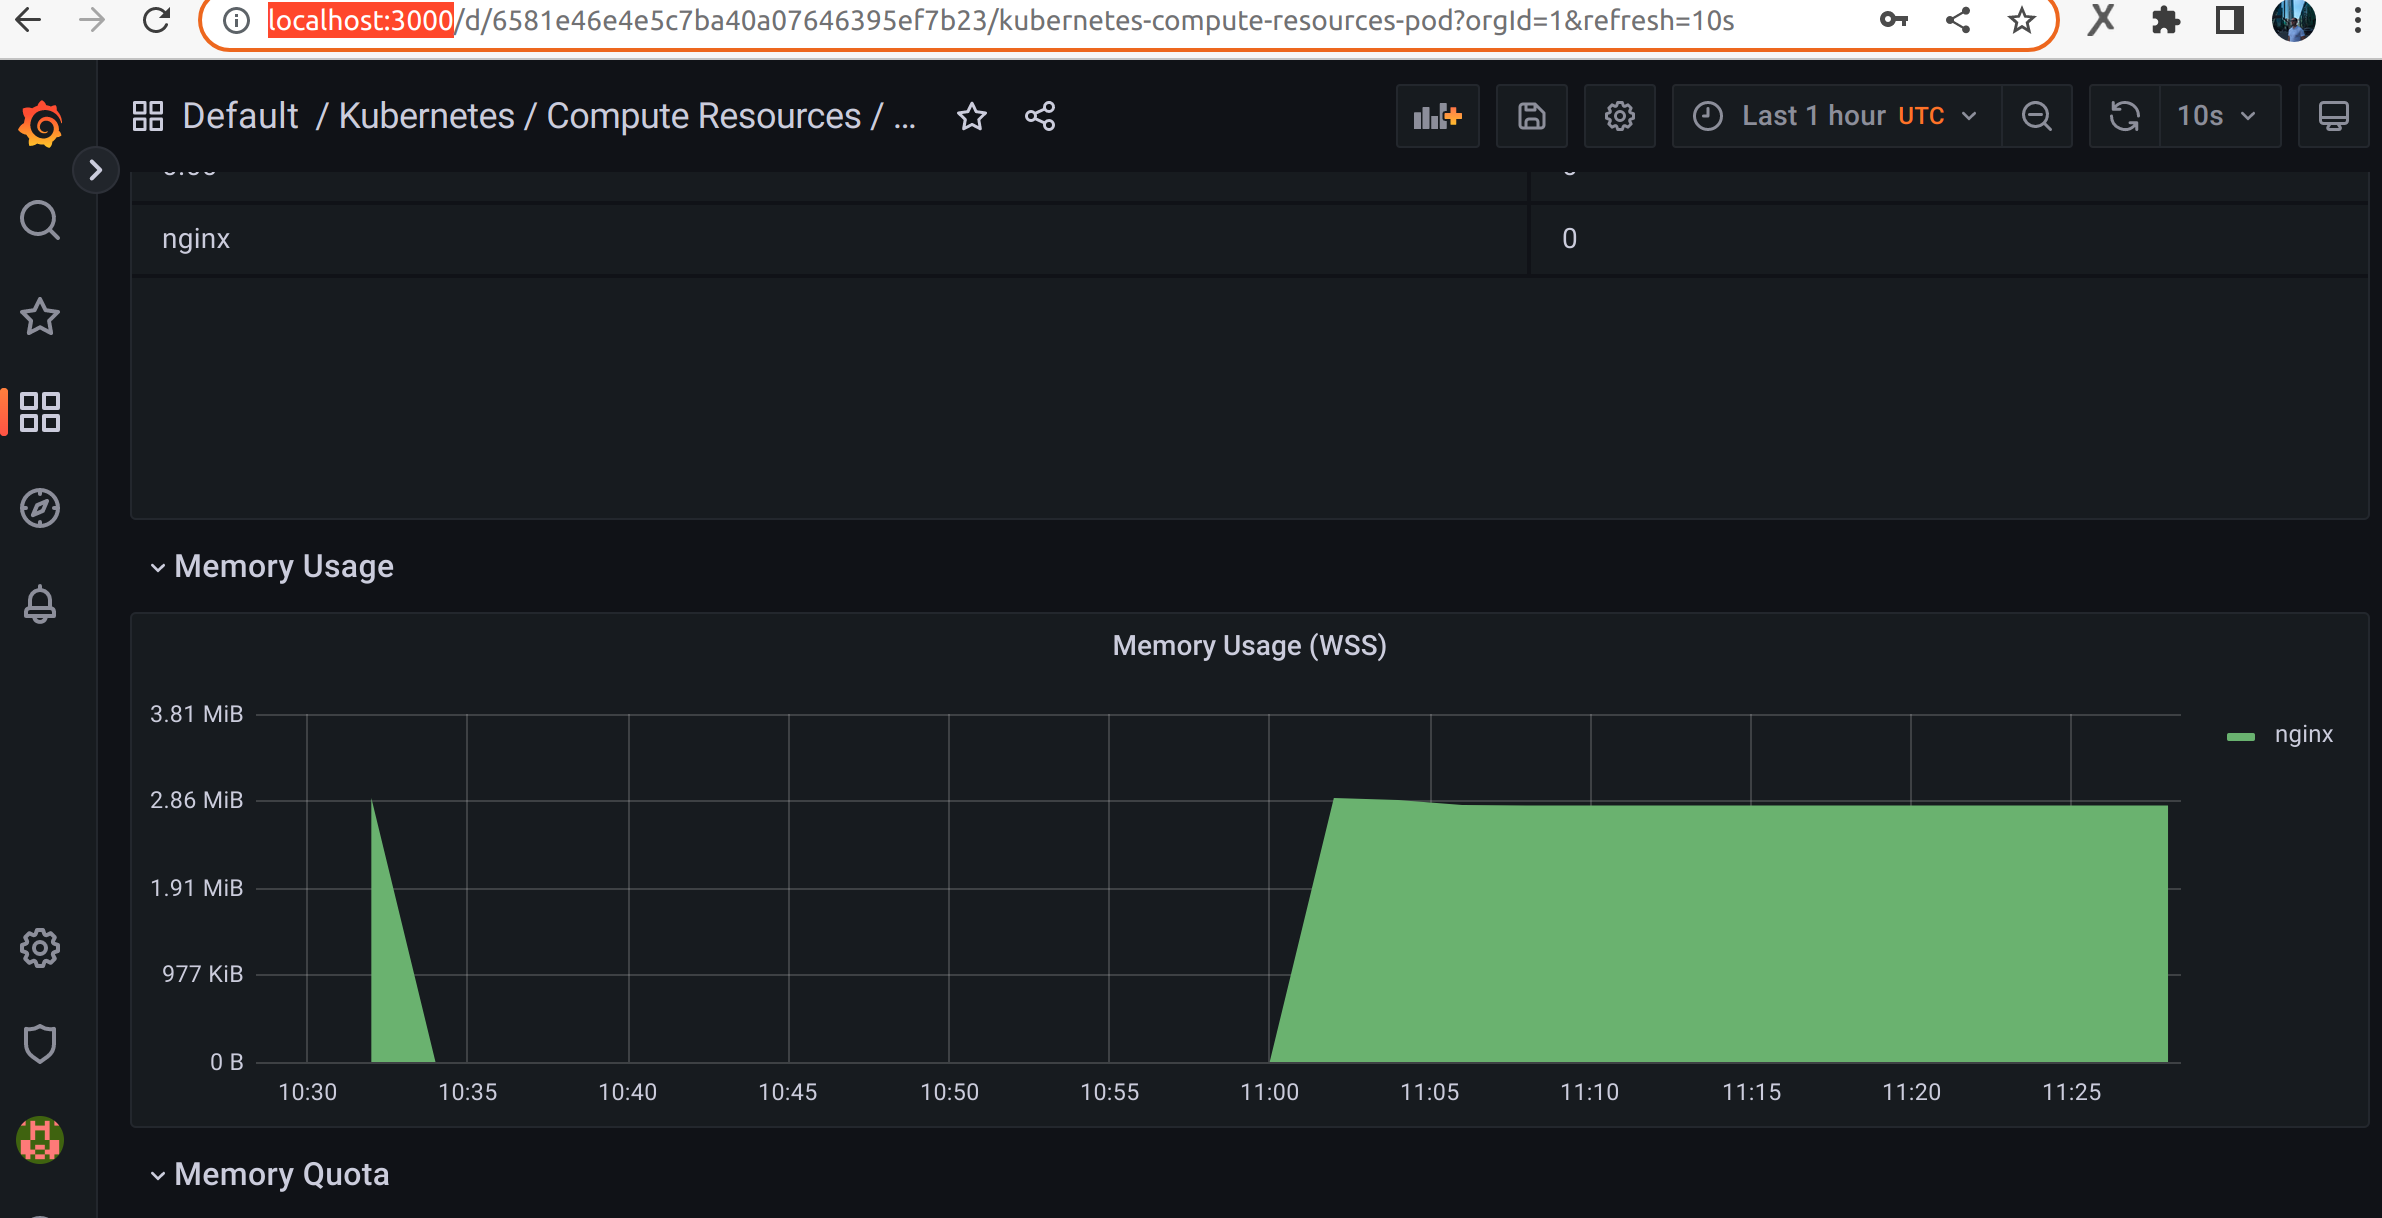 localhost:3000/d/6581e46e4e5c7ba40a07646395ef7b23/kubernetes-compute-resources-pod?orgId=1&refresh=10s
Default / Kubernetes / Compute Resources / ...
Last 1 hour UTC
10s
nginx 0
Memory Usage
Memory Usage (WSS)
3.81 MiB
nginx
2.86 MiB
1.91 MiB
977 KiB
0 B
10:30 10:35 10:40 10:45 10:50 10:55 11:00 11:05 11:10 11:15 11:20 11:25
Memory Quota